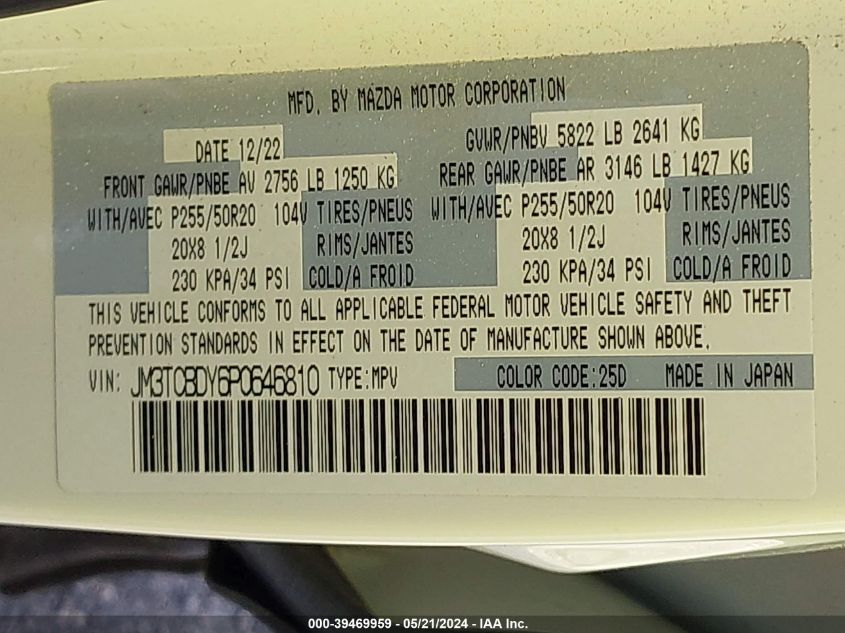 MFD. BY MAZDA MOTOR CORPORATION
DATE 12/22 GVWR/PNBV 5822 LB 2641 KG
FRONT GAWR/PNBE AV 2756 LB 1250 KG REAR GAWR/PNBE AR 3146 LB 1427 KG
WITH/AVEC P255/50R20 104V TIRES/PNEUS WITH/AVEC P255/50R20 104V TIRES/PNEUS
20X8 1/2J RIMS/JANTES 20X8 1/2J RIMS/JANTES
230 KPA/34 PSI COLD/A FROID 230 KPA/34 PSI COLD/A FROID
THIS VEHICLE CONFORMS TO ALL APPLICABLE FEDERAL MOTOR VEHICLE SAFETY AND THEFT
PREVENTION STANDARDS IN EFFECT ON THE DATE OF MANUFACTURE SHOWN ABOVE.
VIN: JM3TCBDY6P0646810 TYPE:MPV COLOR CODE:25D MADE IN JAPAN
000-39469959 - 05/21/2024 - IAA Inc.